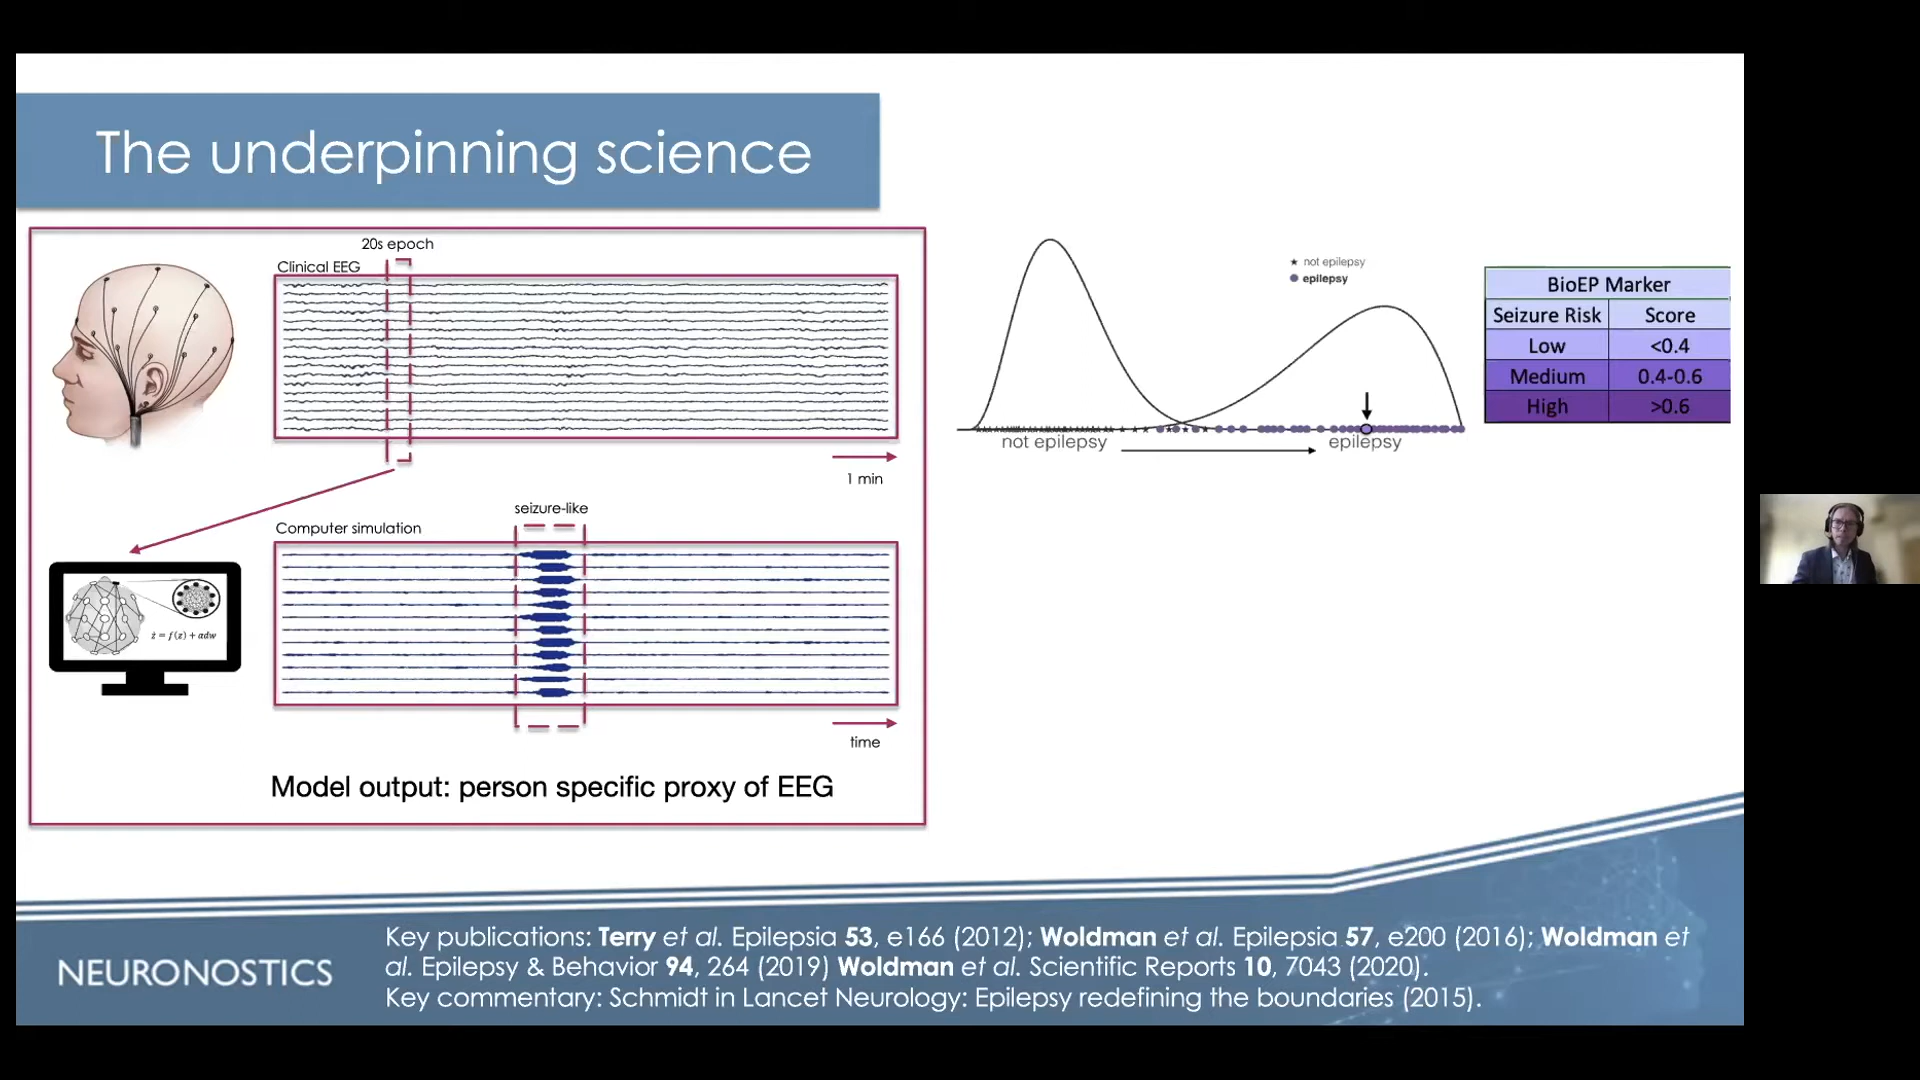 The underpinning science
20s epoch
Clinical EEG
1 min
Computer simulation
seizure-like
ż = f(z) + αdw
time
Model output: person specific proxy of EEG
not epilepsy
epilepsy
not epilepsy
epilepsy
BioEP Marker
Seizure Risk Score
Low <0.4
Medium 0.4-0.6
High >0.6
NEURONOSTICS
Key publications: Terry et al. Epilepsia 53, e166 (2012); Woldman et al. Epilepsia 57, e200 (2016); Woldman et
al. Epilepsy & Behavior 94, 264 (2019) Woldman et al. Scientific Reports 10, 7043 (2020).
Key commentary: Schmidt in Lancet Neurology: Epilepsy redefining the boundaries (2015).